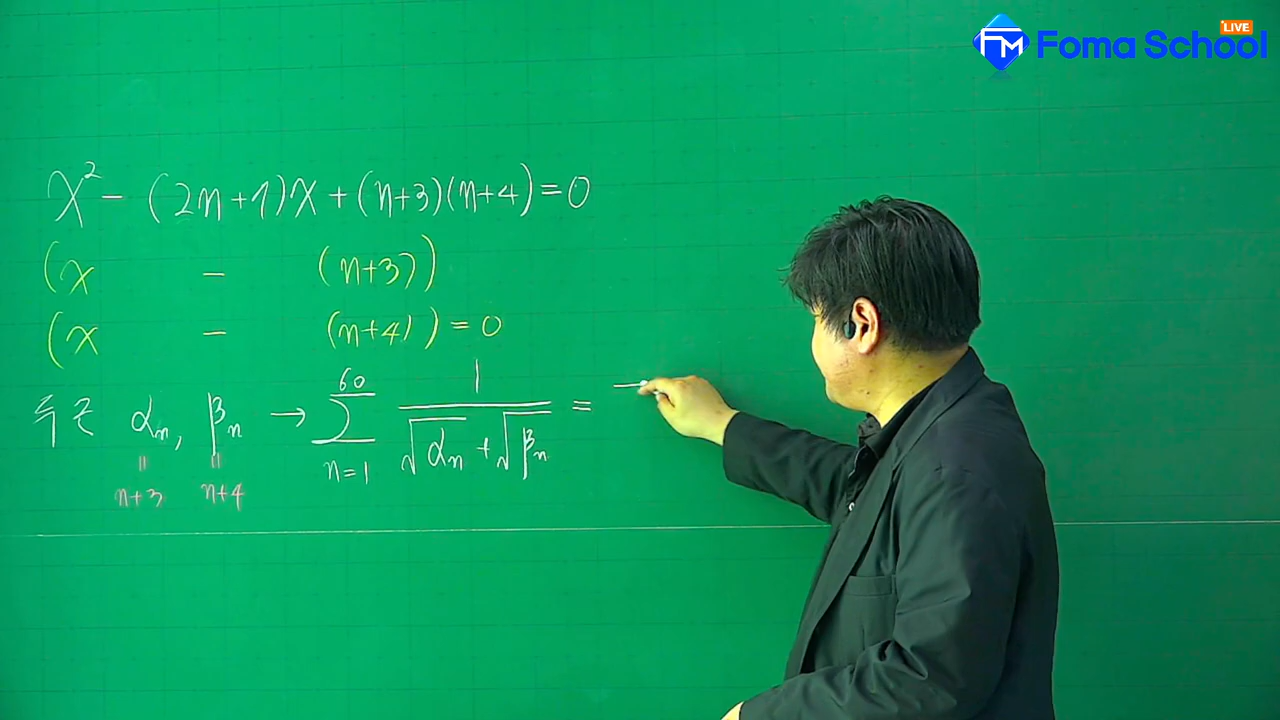 LIVE
FM Foma School
x² - (2n+1)x + (n+3)(n+4) = 0
(x - (n+3))
(x - (n+4)) = 0
두근 αn, βn → 60 ∑ n=1 1/(√αn + √βn) =
॥ ॥
n+3 n+4